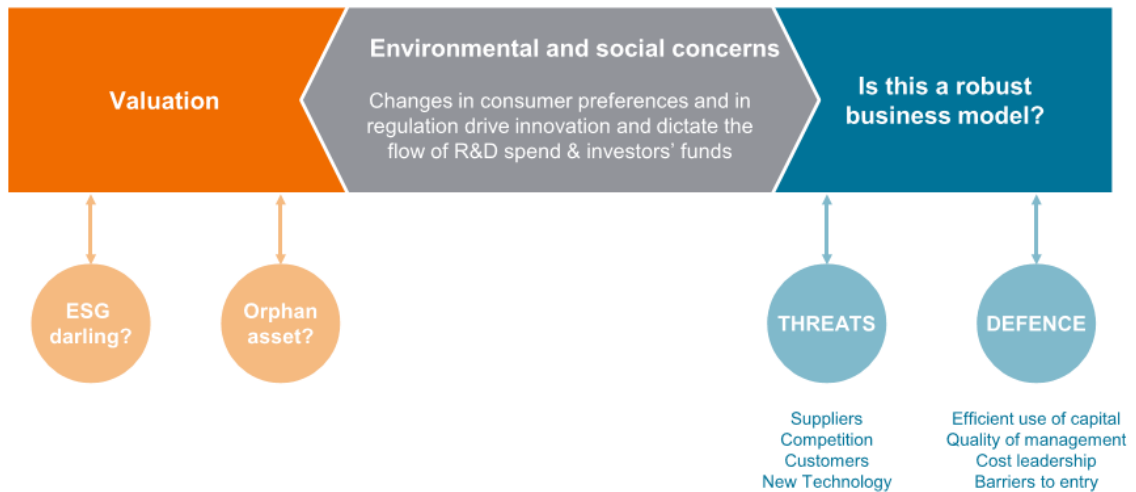 Valuation
Environmental and social concerns
Changes in consumer preferences and in
regulation drive innovation and dictate the
flow of R&D spend & investors’ funds
Is this a robust
business model?
ESG
darling?
Orphan
asset?
THREATS
DEFENCE
Suppliers
Competition
Customers
New Technology
Efficient use of capital
Quality of management
Cost leadership
Barriers to entry